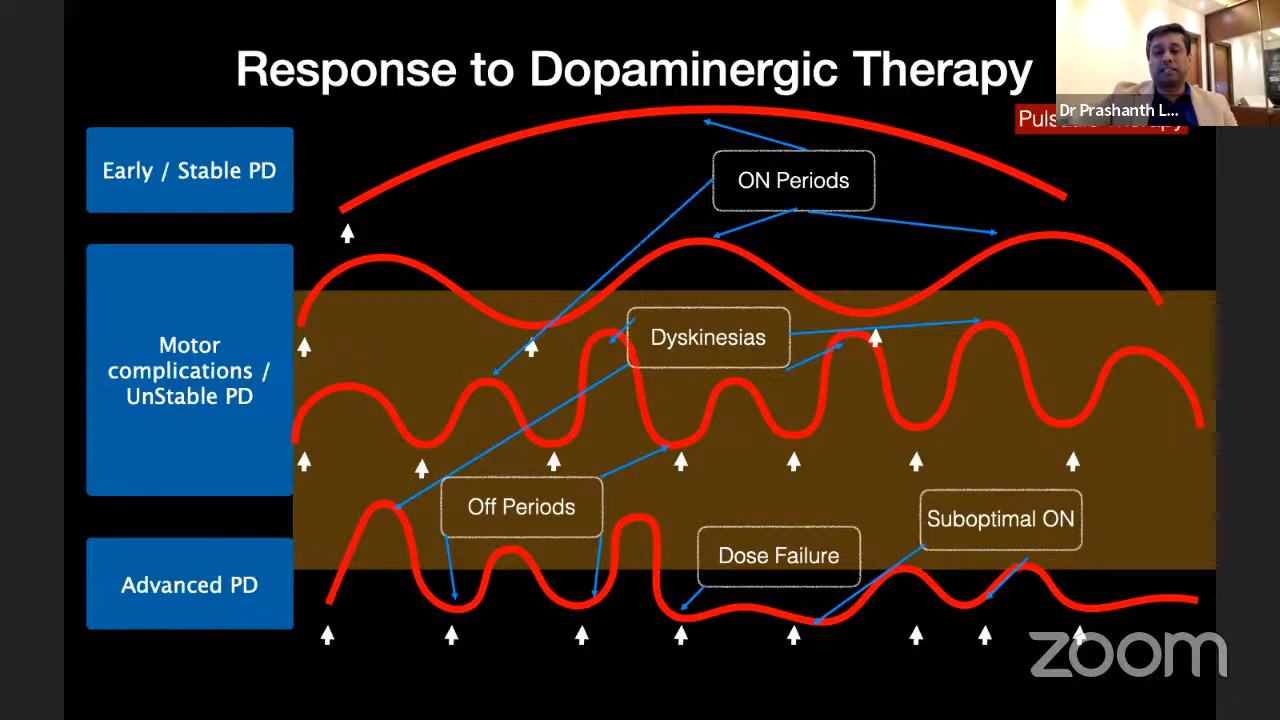 Response to Dopaminergic Therapy
Dr Prashanth L...
Early / Stable PD
ON Periods
Motor
complications /
UnStable PD
Dyskinesias
Off Periods
Suboptimal ON
Dose Failure
Advanced PD
zoom